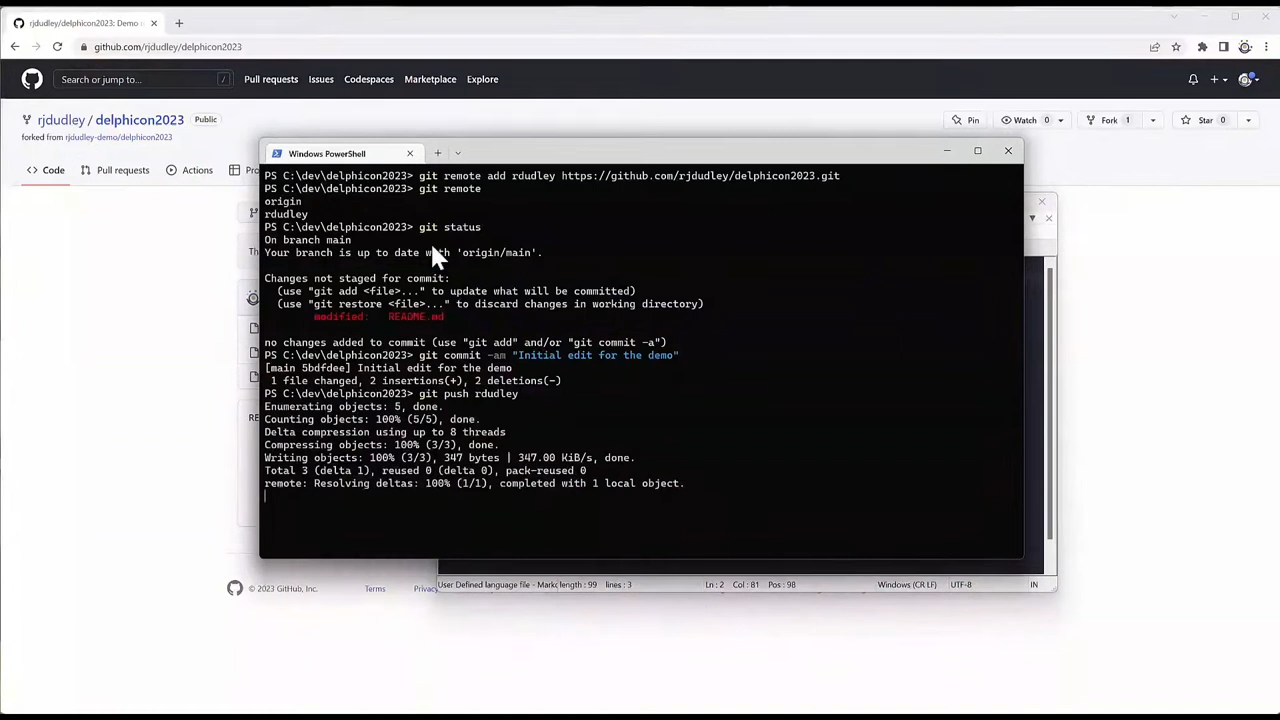 rjdudley/delphicon2023: Demo
github.com/rjdudley/delphicon2023
Search or jump to...
/
Pull requests
Issues
Codespaces
Marketplace
Explore
rjdudley / delphicon2023
Public
forked from rjdudley-demo/delphicon2023
Pin
Watch 0
Fork 1
Star 0
Code
Pull requests
Actions
Windows PowerShell
PS C:\dev\delphicon2023> git remote add rdudley https://github.com/rjdudley/delphicon2023.git
PS C:\dev\delphicon2023> git remote
origin
rdudley
PS C:\dev\delphicon2023> git status
On branch main
Your branch is up to date with 'origin/main'.
Changes not staged for commit:
(use "git add <file>..." to update what will be committed)
(use "git restore <file>..." to discard changes in working directory)
modified: README.md
no changes added to commit (use "git add" and/or "git commit -a")
PS C:\dev\delphicon2023> git commit -am "Initial edit for the demo"
[main 5bdfdee] Initial edit for the demo
1 file changed, 2 insertions(+), 2 deletions(-)
PS C:\dev\delphicon2023> git push rdudley
Enumerating objects: 5, done.
Counting objects: 100% (5/5), done.
Delta compression using up to 8 threads
Compressing objects: 100% (3/3), done.
Writing objects: 100% (3/3), 347 bytes | 347.00 KiB/s, done.
Total 3 (delta 1), reused 0 (delta 0), pack-reused 0
remote: Resolving deltas: 100% (1/1), completed with 1 local object.
User Defined language file - Markc length : 99 lines : 3
Ln : 2 Col : 81 Pos : 98
Windows (CR LF)
UTF-8
IN
© 2023 GitHub, Inc.
Terms
Privacy